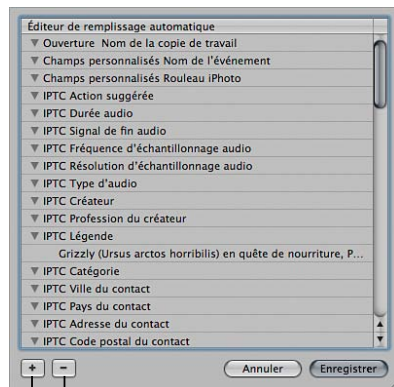 Éditeur de remplissage automatique
Ouverture Nom de la copie de travail
Champs personnalisés Nom de l'événement
Champs personnalisés Rouleau iPhoto
IPTC Action suggérée
IPTC Durée audio
IPTC Signal de fin audio
IPTC Fréquence d'échantillonnage audio
IPTC Résolution d'échantillonnage audio
IPTC Type d'audio
IPTC Créateur
IPTC Profession du créateur
IPTC Légende
Grizzly (Ursus arctos horribilis) en quête de nourriture, P...
IPTC Catégorie
IPTC Ville du contact
IPTC Pays du contact
IPTC Adresse du contact
IPTC Code postal du contact
+ − Annuler Enregistrer